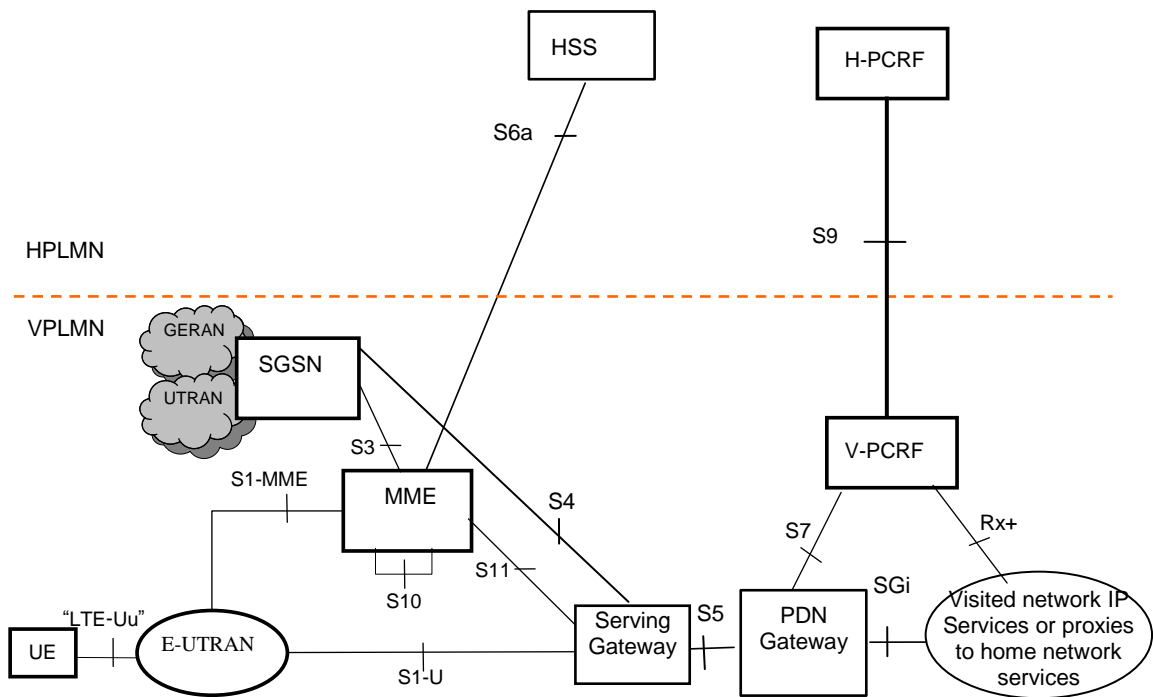 HSS
H-PCRF
S6a
S9
HPLMN
VPLMN
GERAN
SGSN
UTRAN
S3
V-PCRF
S1-MME
MME
S4
S7
Rx+
S11
S10
SGi
"LTE-Uu"
UE
E-UTRAN
S1-U
Serving
Gateway
S5
PDN
Gateway
Visited network IP
Services or proxies
to home network
services